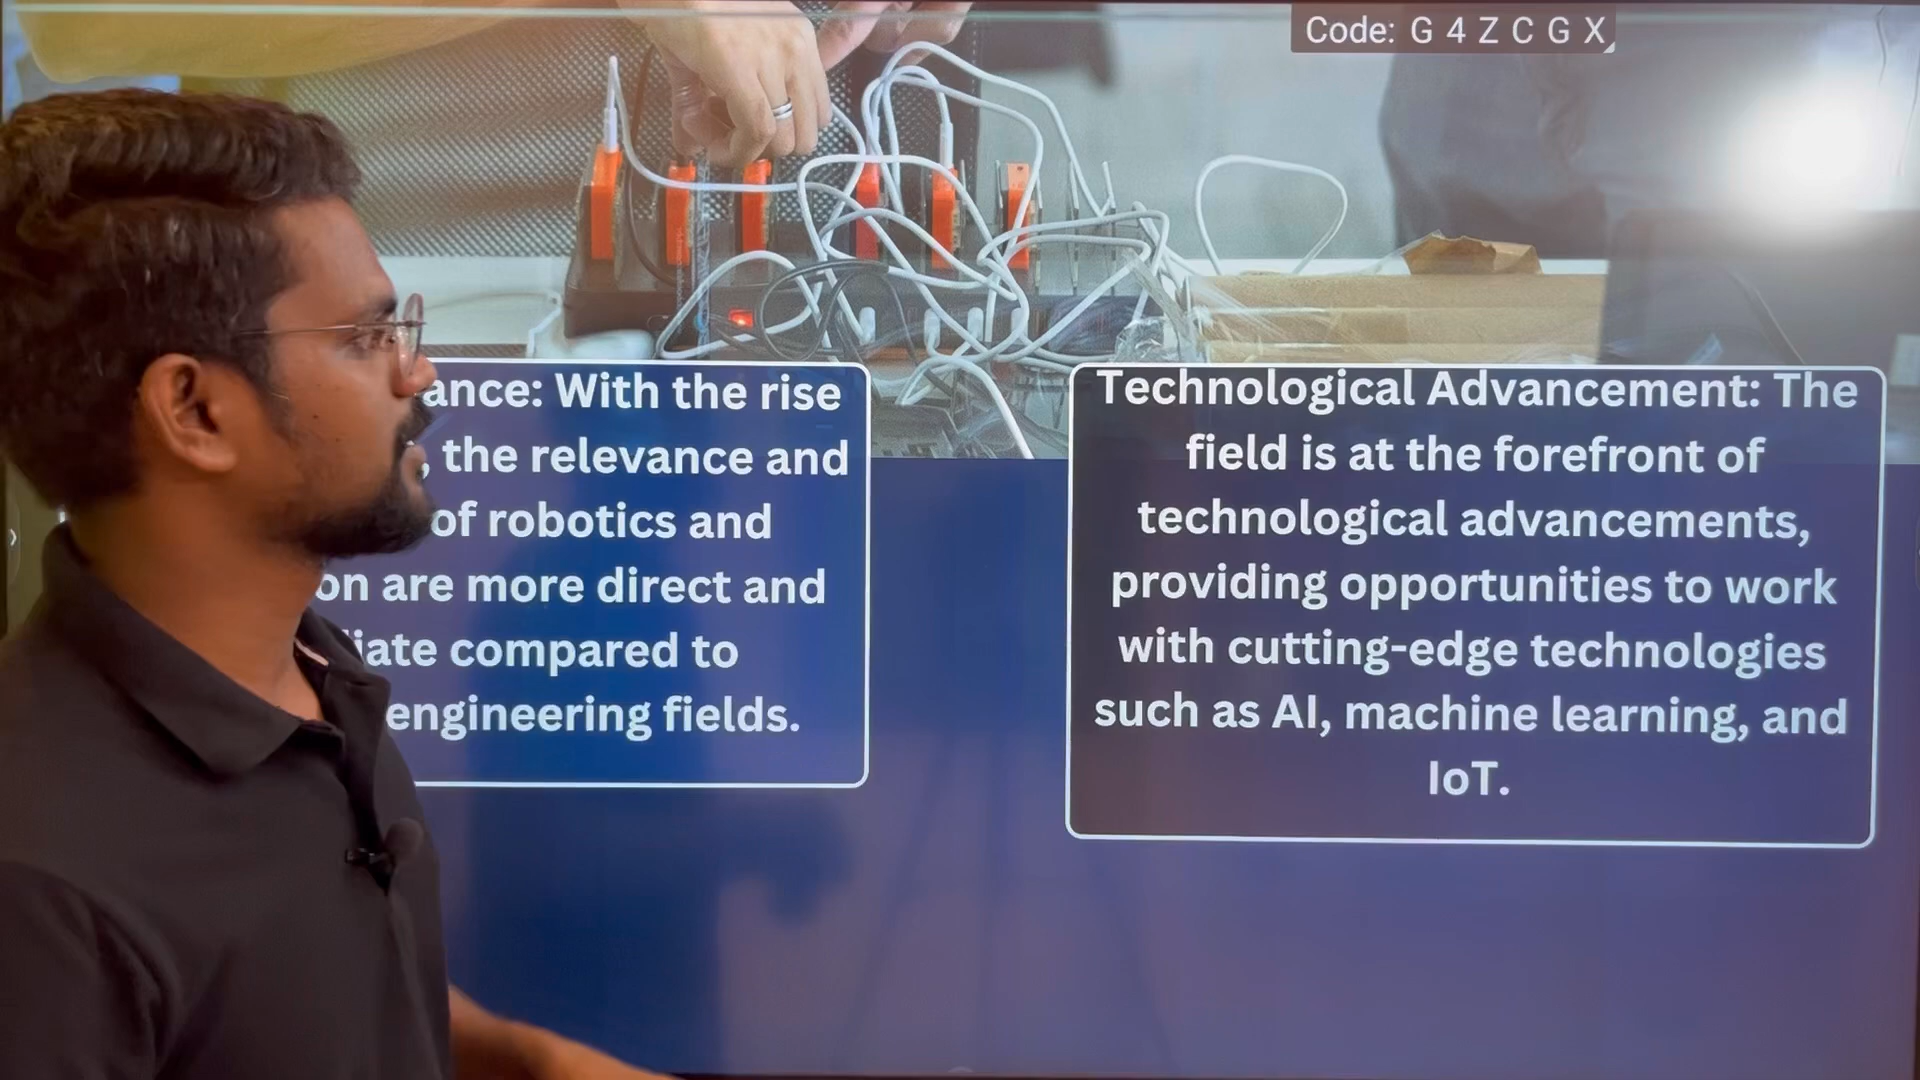 Code: G 4 Z C G X
ance: With the rise
, the relevance and
of robotics and
on are more direct and
iate compared to
engineering fields.
Technological Advancement: The
field is at the forefront of
technological advancements,
providing opportunities to work
with cutting-edge technologies
such as AI, machine learning, and
IoT.